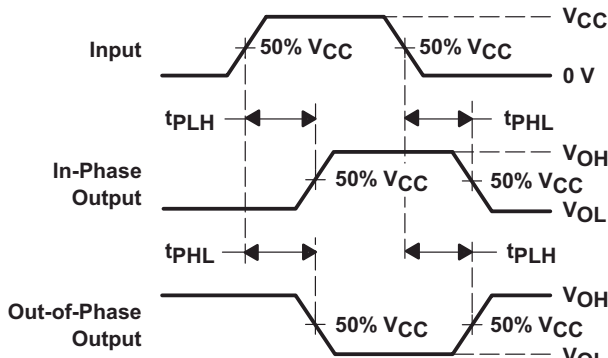 VCC
Input
50% VCC
50% VCC
0 V
tPLH
tPHL
VOH
In-Phase
Output
50% VCC
50% VCC
VOL
tPHL
tPLH
VOH
Out-of-Phase
Output
50% VCC
50% VCC
VOL